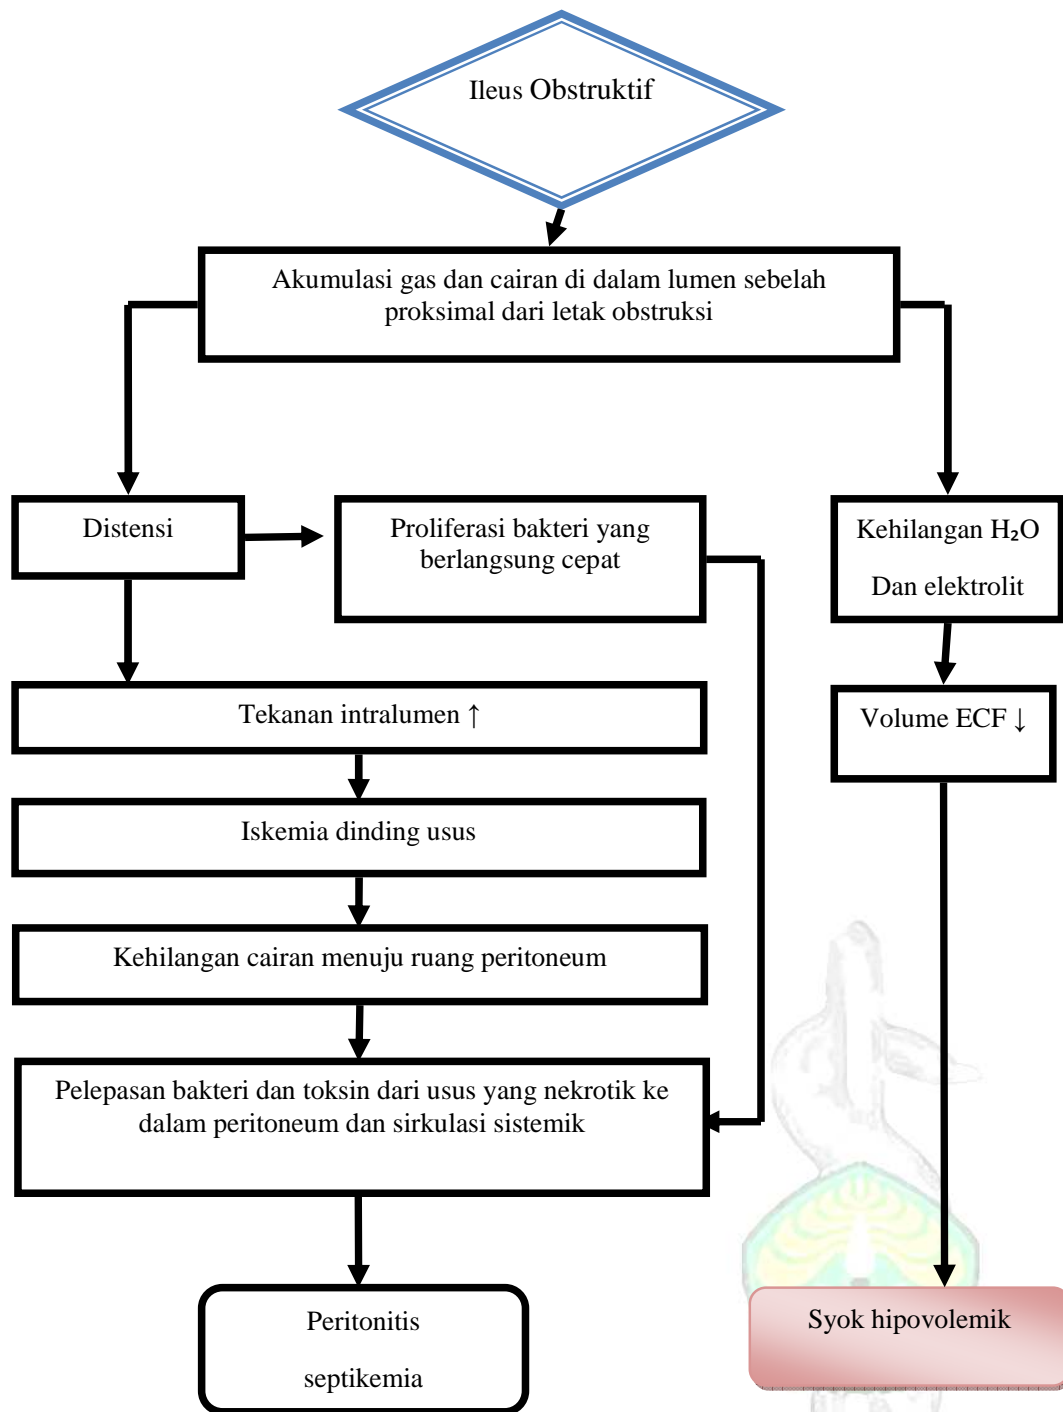 Ileus Obstruktif
Akumulasi gas dan cairan di dalam lumen sebelah
proksimal dari letak obstruksi
Distensi
Proliferasi bakteri yang
berlangsung cepat
Kehilangan H₂O
Dan elektrolit
Tekanan intralumen ↑
Volume ECF ↓
Iskemia dinding usus
Kehilangan cairan menuju ruang peritoneum
Pelepasan bakteri dan toksin dari usus yang nekrotik ke
dalam peritoneum dan sirkulasi sistemik
Peritonitis
septikemia
Syok hipovolemik